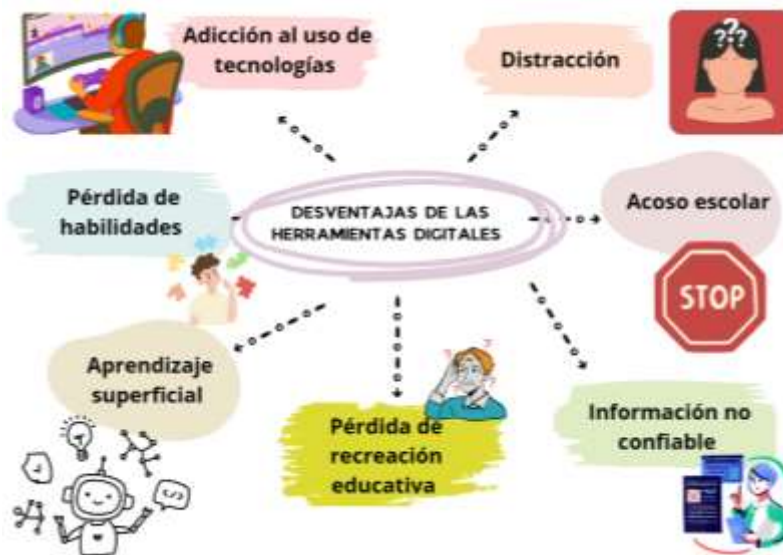 Adicción al uso de
tecnologías
Distracción
???
Pérdida de
habilidades
DESVENTAJAS DE LAS
HERRAMIENTAS DIGITALES
Acoso escolar
STOP
Aprendizaje
superficial
Pérdida de
recreación
educativa
Información no
confiable